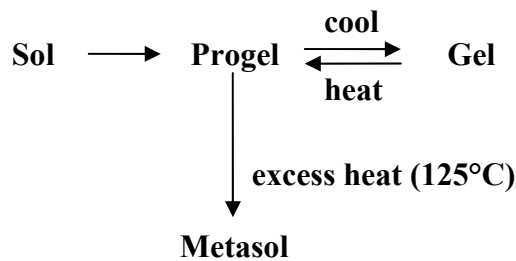 cool
Sol Progel Gel
heat
excess heat (125°C)
Metasol